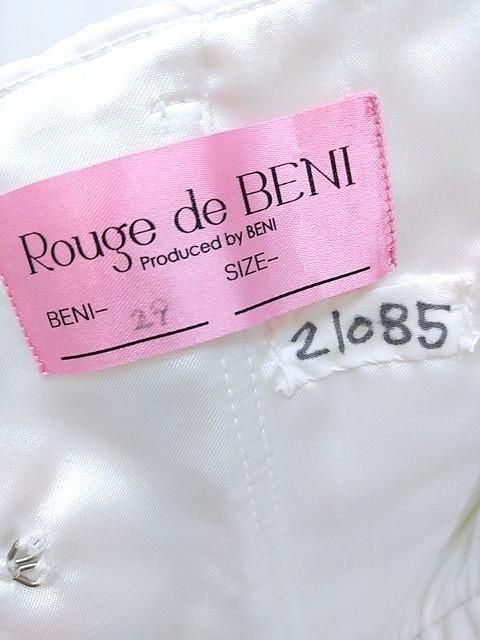 Rouge de BENI
Produced by BENI
BENI- 29
SIZE-
21085